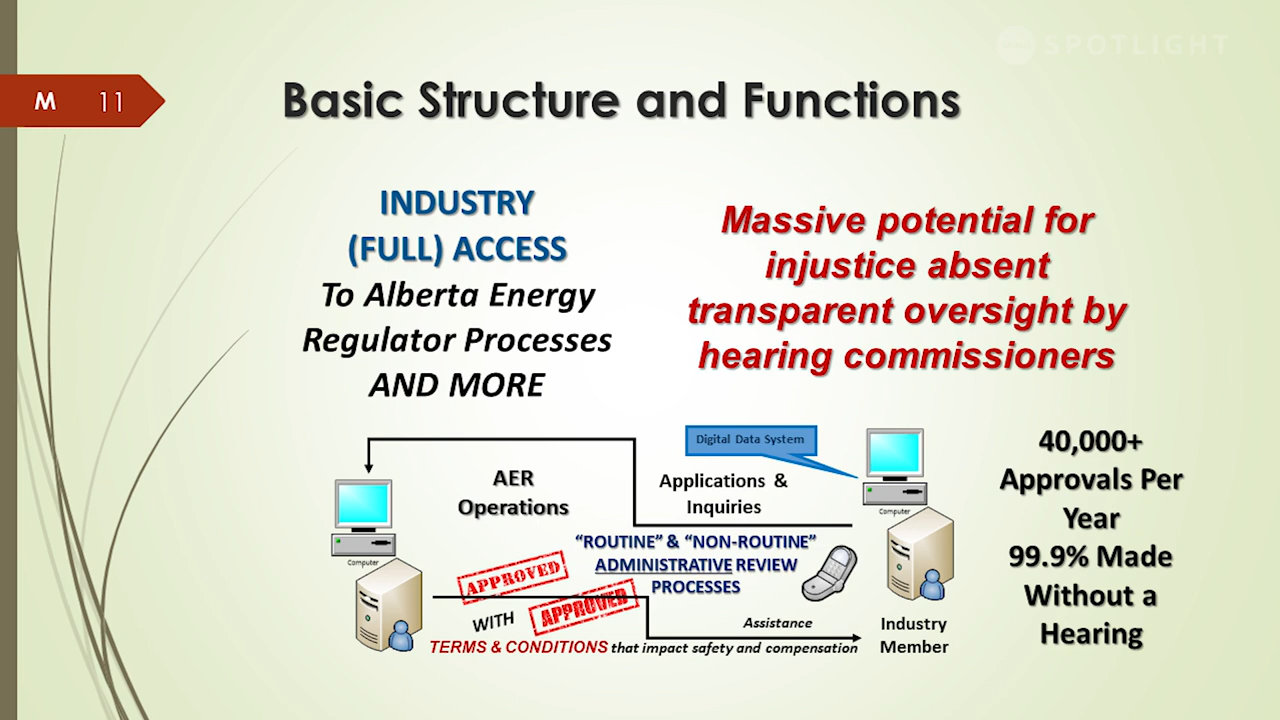 SPOTLIGHT
M 11
Basic Structure and Functions
INDUSTRY
(FULL) ACCESS
To Alberta Energy
Regulator Processes
AND MORE
Massive potential for
injustice absent
transparent oversight by
hearing commissioners
Digital Data System
AER
Operations
Applications &
Inquiries
Computer
Computer
"ROUTINE" & "NON-ROUTINE"
ADMINISTRATIVE REVIEW
PROCESSES
APPROVED
WITH
APPROVED
Assistance
TERMS & CONDITIONS that impact safety and compensation
Industry
Member
40,000+
Approvals Per
Year
99.9% Made
Without a
Hearing